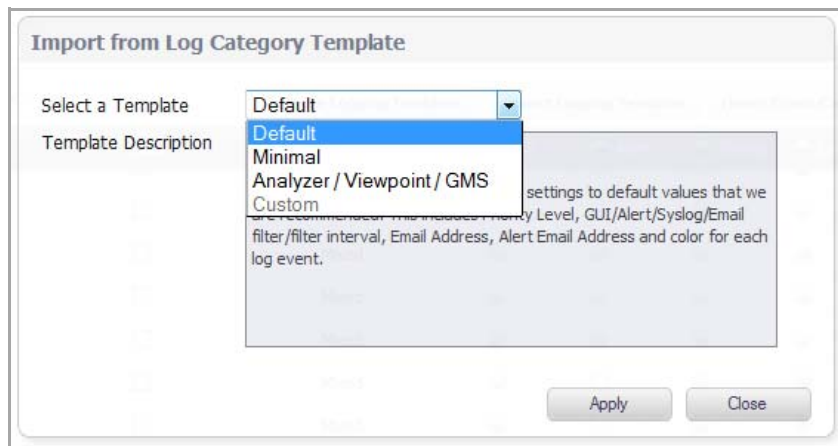 Import from Log Category Template
Select a Template
Default
Template Description
Default
Minimal
Analyzer / Viewpoint / GMS
Custom
settings to default values that we
are recommended. This includes Priority Level, GUI/Alert/Syslog/Email
filter/filter interval, Email Address, Alert Email Address and color for each
log event.
Apply
Close